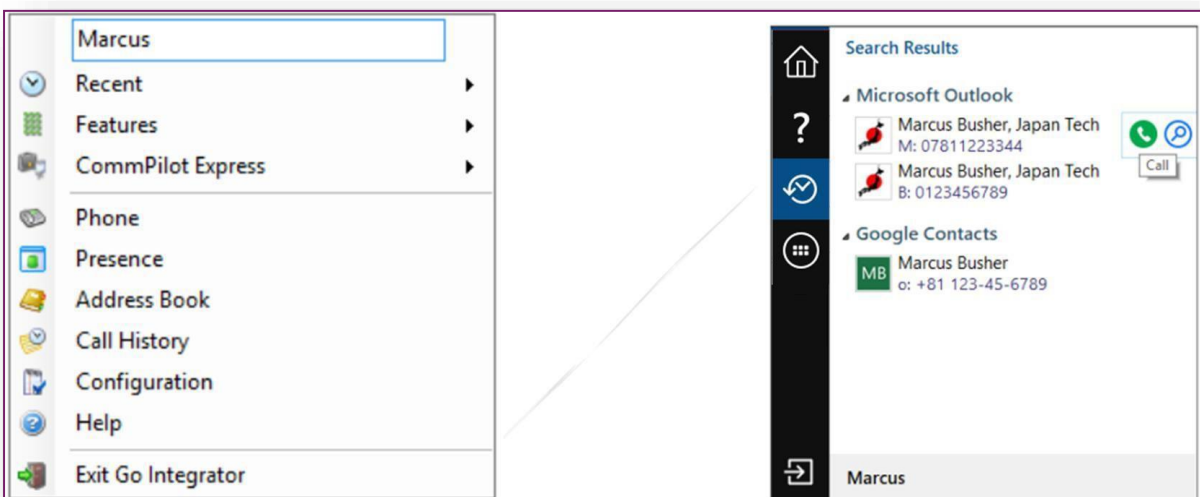 Marcus
Recent
Features
CommPilot Express
Phone
Presence
Address Book
Call History
Configuration
Help
Exit Go Integrator
Search Results
Microsoft Outlook
Marcus Busher, Japan Tech
M: 07811223344
Call
Marcus Busher, Japan Tech
B: 0123456789
Google Contacts
MB
Marcus Busher
o: +81 123-45-6789
Marcus